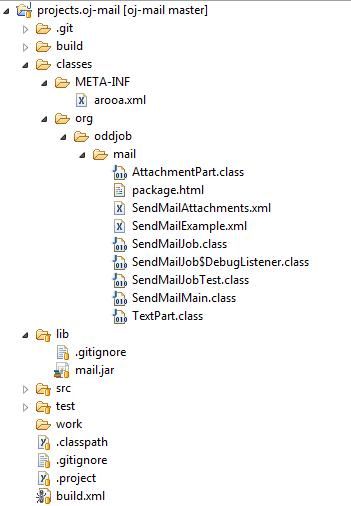 projects.oj-mail [oj-mail master]
.git
build
classes
META-INF
arooa.xml
org
oddjob
mail
AttachmentPart.class
package.html
SendMailAttachments.xml
SendMailExample.xml
SendMailJob.class
SendMailJob$DebugListener.class
SendMailJobTest.class
SendMailMain.class
TextPart.class
lib
.gitignore
mail.jar
src
test
work
.classpath
.gitignore
.project
build.xml